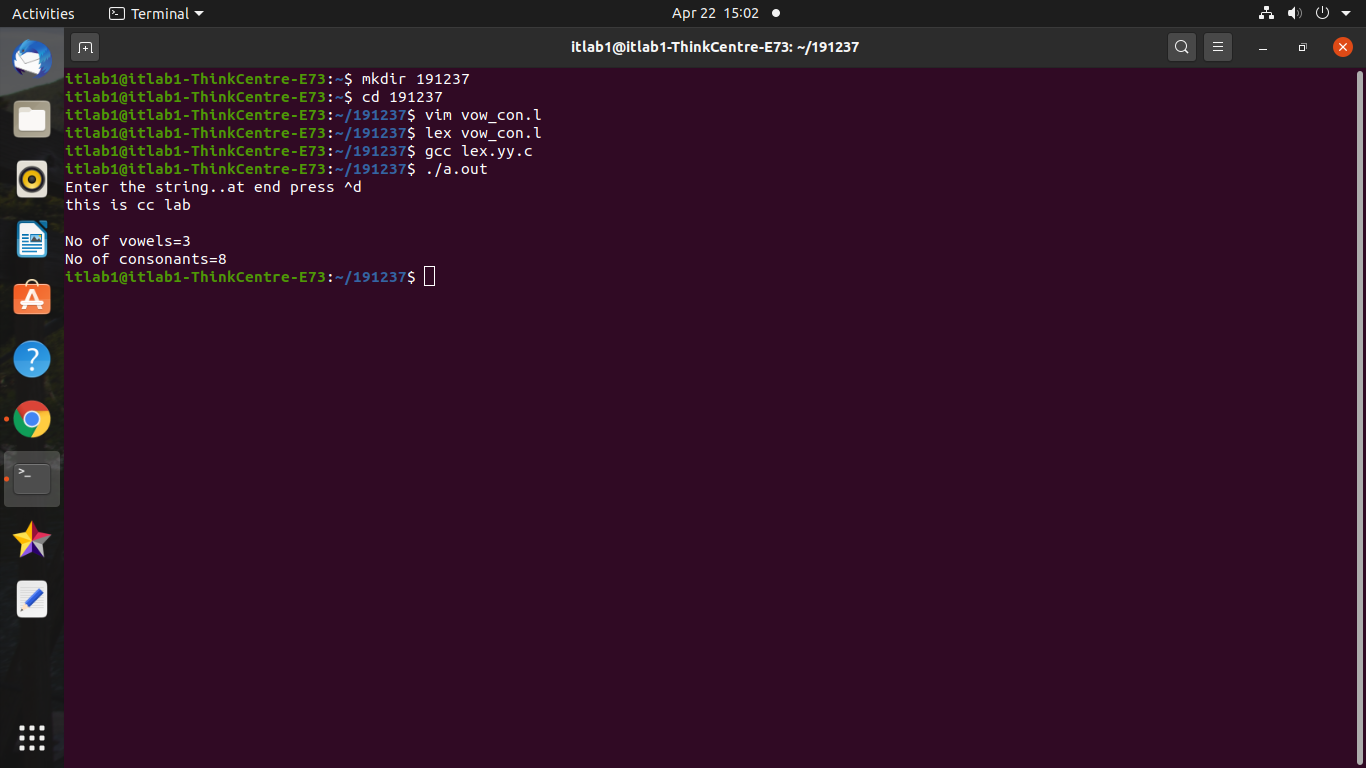 Activities Terminal Apr 22 15:02
itlab1@itlab1-ThinkCentre-E73: ~/191237
itlab1@itlab1-ThinkCentre-E73:~$ mkdir 191237
itlab1@itlab1-ThinkCentre-E73:~$ cd 191237
itlab1@itlab1-ThinkCentre-E73:~/191237$ vim vow_con.l
itlab1@itlab1-ThinkCentre-E73:~/191237$ lex vow_con.l
itlab1@itlab1-ThinkCentre-E73:~/191237$ gcc lex.yy.c
itlab1@itlab1-ThinkCentre-E73:~/191237$ ./a.out
Enter the string..at end press ^d
this is cc lab
No of vowels=3
No of consonants=8
itlab1@itlab1-ThinkCentre-E73:~/191237$